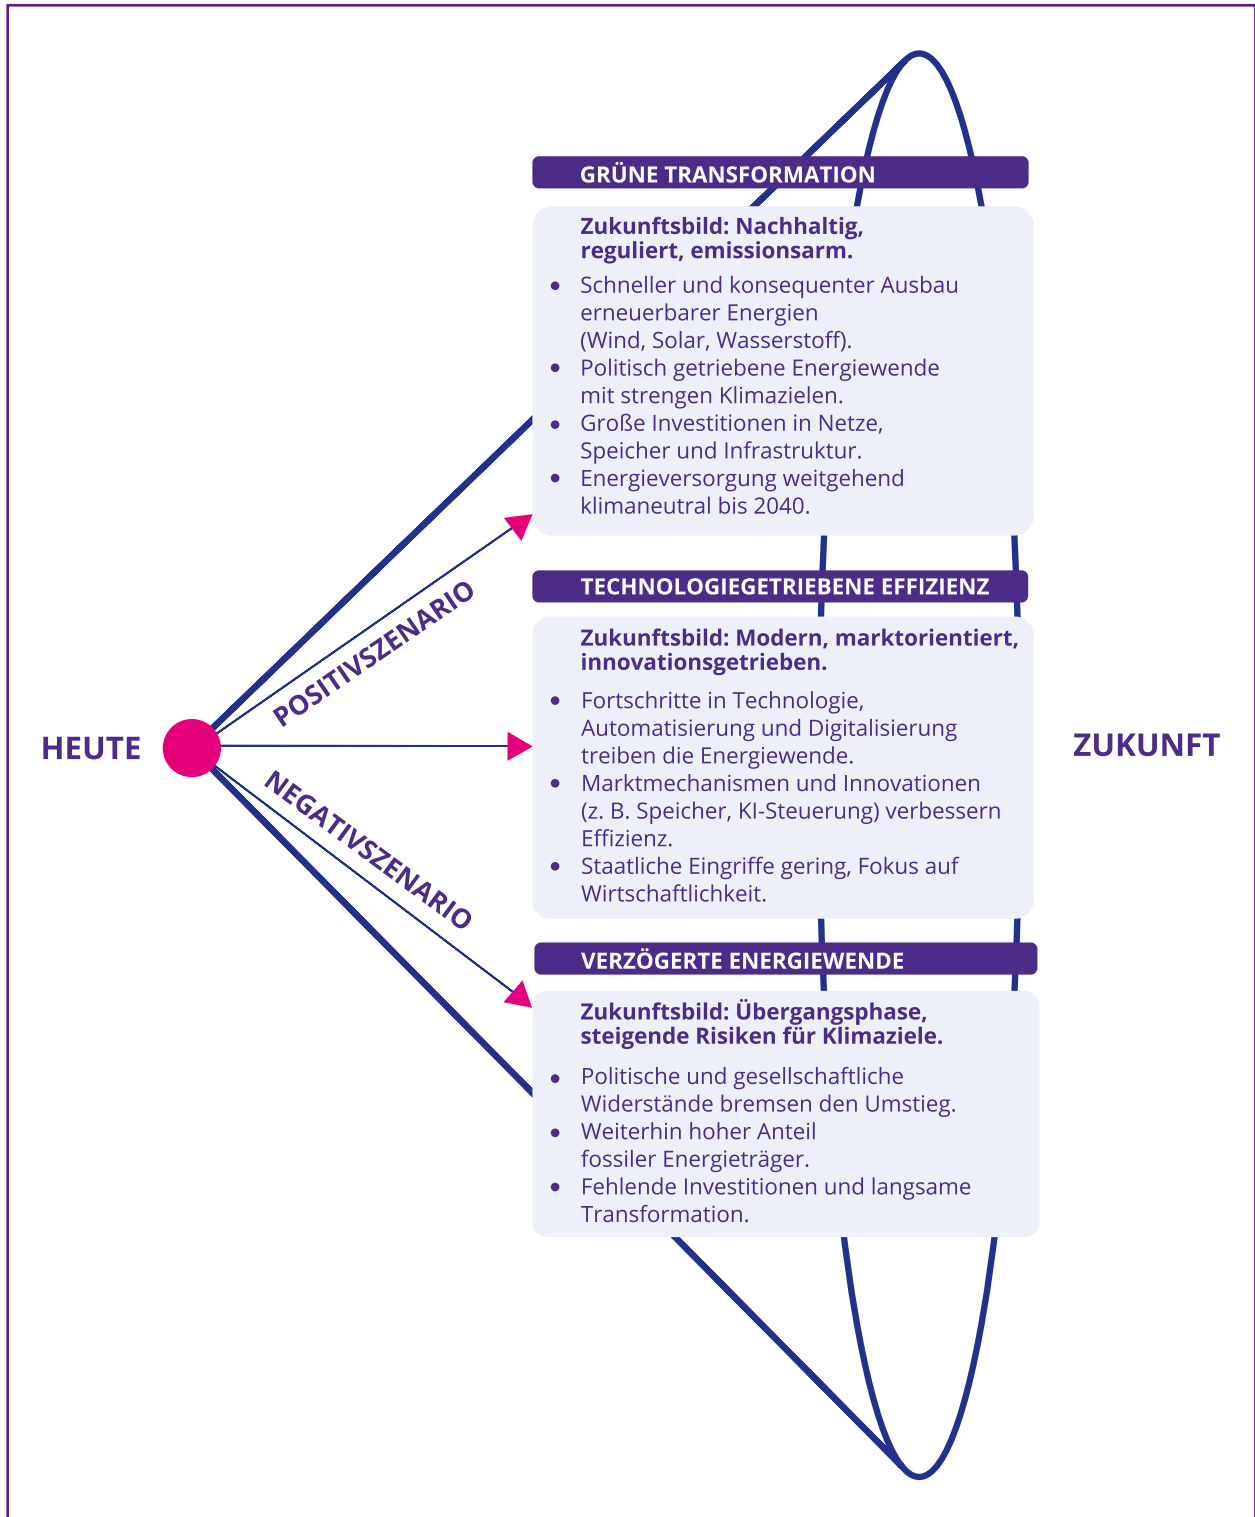 GRÜNE TRANSFORMATION
Zukunftsbild: Nachhaltig,
reguliert, emissionsarm.
• Schneller und konsequenter Ausbau
erneuerbarer Energien
(Wind, Solar, Wasserstoff).
• Politisch getriebene Energiewende
mit strengen Klimazielen.
• Große Investitionen in Netze,
Speicher und Infrastruktur.
• Energieversorgung weitgehend
klimaneutral bis 2040.
POSITIVSZENARIO
HEUTE
NEGATIVSZENARIO
TECHNOLOGIEGETRIEBENE EFFIZIENZ
Zukunftsbild: Modern, marktorientiert,
innovationsgetrieben.
• Fortschritte in Technologie,
Automatisierung und Digitalisierung
treiben die Energiewende.
• Marktmechanismen und Innovationen
(z. B. Speicher, KI-Steuerung) verbessern
Effizienz.
• Staatliche Eingriffe gering, Fokus auf
Wirtschaftlichkeit.
ZUKUNFT
VERZÖGERTE ENERGIEWENDE
Zukunftsbild: Übergangsphase,
steigende Risiken für Klimaziele.
• Politische und gesellschaftliche
Widerstände bremsen den Umstieg.
• Weiterhin hoher Anteil
fossiler Energieträger.
• Fehlende Investitionen und langsame
Transformation.